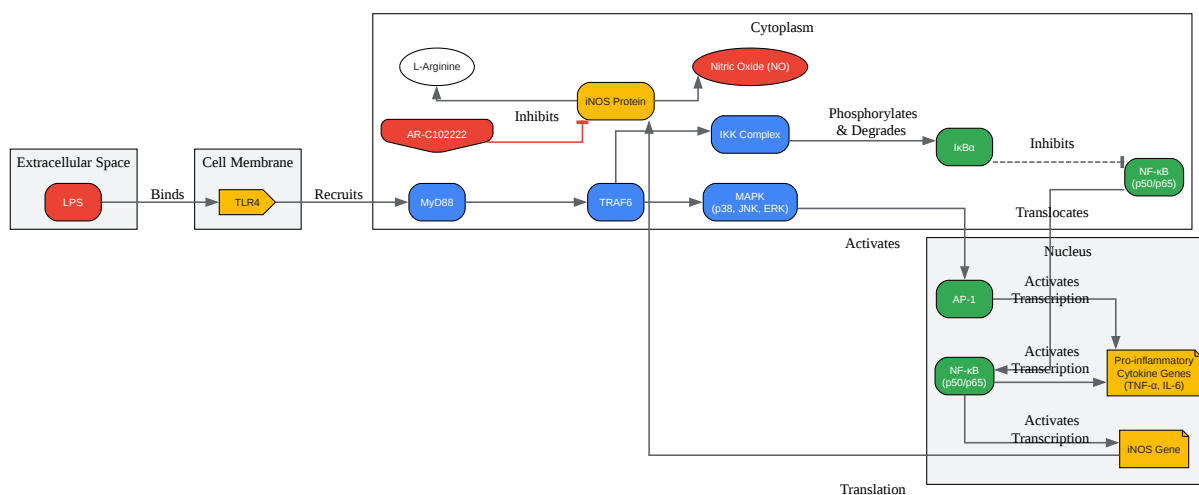 Cytoplasm
L-Arginine
Nitric Oxide (NO)
iNOS Protein
Inhibits
AR-C102222
IKK Complex
Phosphorylates
& Degrades
IκBα
Inhibits
NF-κB
(p50/p65)
Extracellular Space
LPS
Binds
Cell Membrane
TLR4
Recruits
MyD88
TRAF6
MAPK
(p38, JNK, ERK)
Translocates
Activates
Nucleus
AP-1
Activates
Transcription
NF-κB
(p50/p65)
Activates
Transcription
Pro-inflammatory
Cytokine Genes
(TNF-α, IL-6)
Activates
Transcription
iNOS Gene
Translation